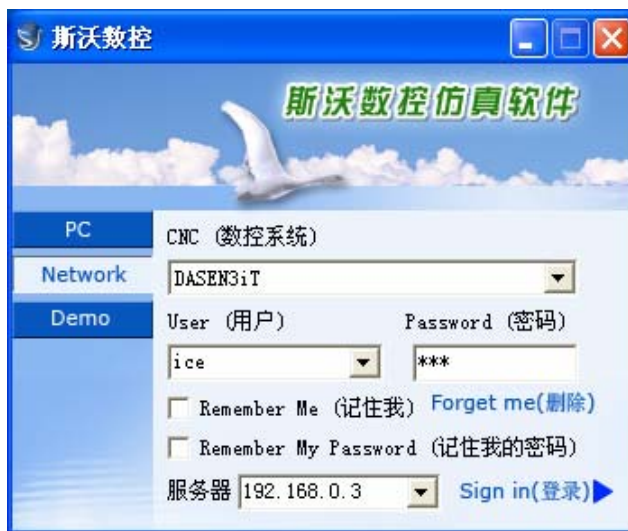 斯沃数控
斯沃数控仿真软件
PC
Network
Demo
CNC (数控系统)
DASEN3iT
User (用户) Password (密码)
ice ***
Remember Me (记住我) Forget me(删除)
Remember My Password (记住我的密码)
服务器 192.168.0.3 Sign in(登录)